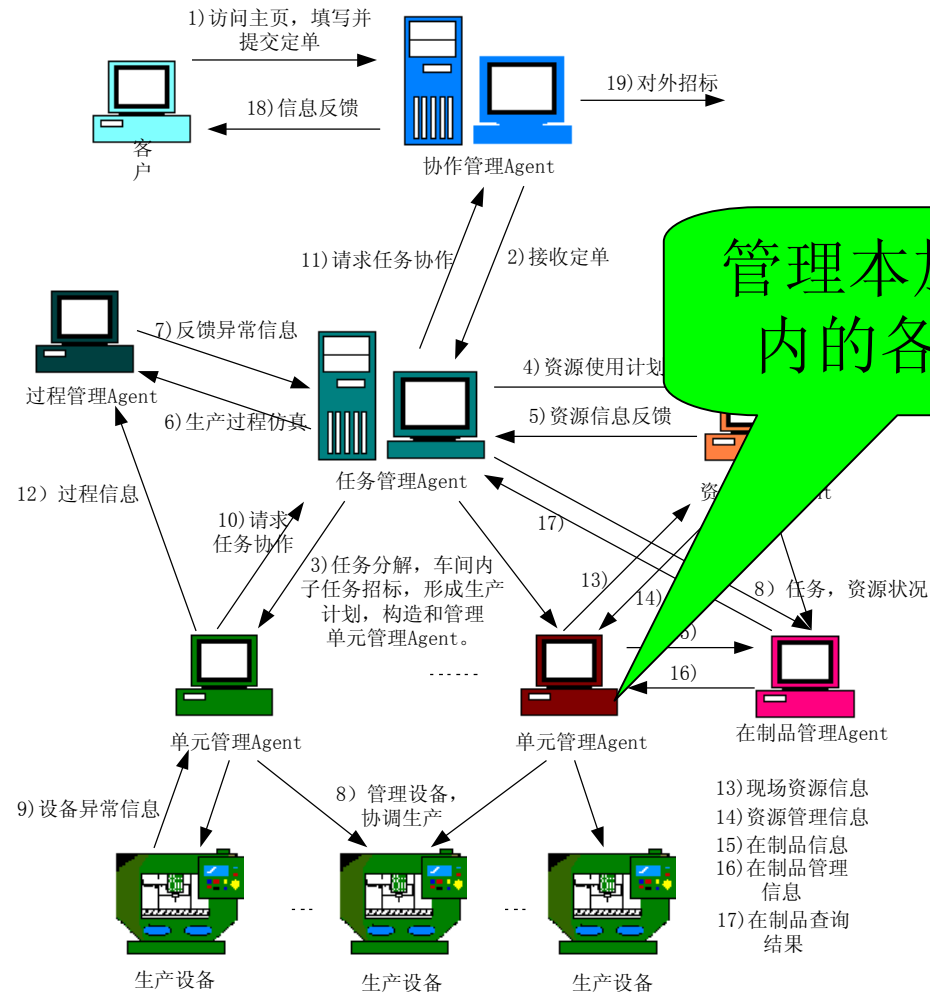 1)访问主页，填写并
提交定单
18)信息反馈
19)对外招标
客
户
协作管理Agent
11)请求任务协作
2)接收定单
管理本
内的各
7)反馈异常信息
4)资源使用计划
过程管理Agent
6)生产过程仿真
5)资源信息反馈
任务管理Agent
12）过程信息
10)请求
任务协作
17)
3)任务分解，车间内
子任务招标，形成生产
计划，构造和管理
单元管理Agent。
13)
14)
8）任务，资源状况
......
16)
单元管理Agent
单元管理Agent
在制品管理Agent
9)设备异常信息
8）管理设备，
协调生产
13)现场资源信息
14)资源管理信息
15)在制品信息
16)在制品管理
信息
17)在制品查询
结果
...
...
生产设备
生产设备
生产设备